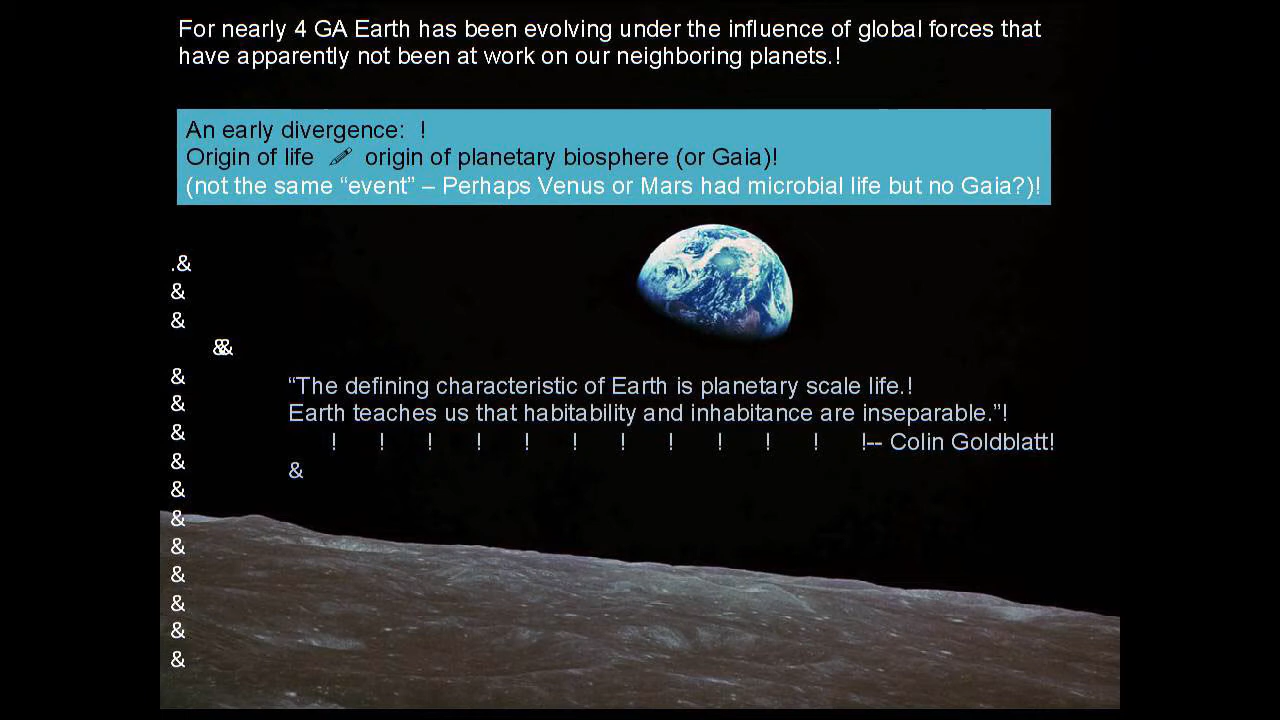 For nearly 4 GA Earth has been evolving under the influence of global forces that
have apparently not been at work on our neighboring planets.!
An early divergence:  !
Origin of life ✏ origin of planetary biosphere (or Gaia)!
(not the same “event” – Perhaps Venus or Mars had microbial life but no Gaia?)!
.&
&
&
&&
&
&
&
&
&
&
&
&
&
&
&
“The defining characteristic of Earth is planetary scale life.!
Earth teaches us that habitability and inhabitance are inseparable.”!
! ! ! ! ! ! ! ! ! ! ! !-- Colin Goldblatt!
&